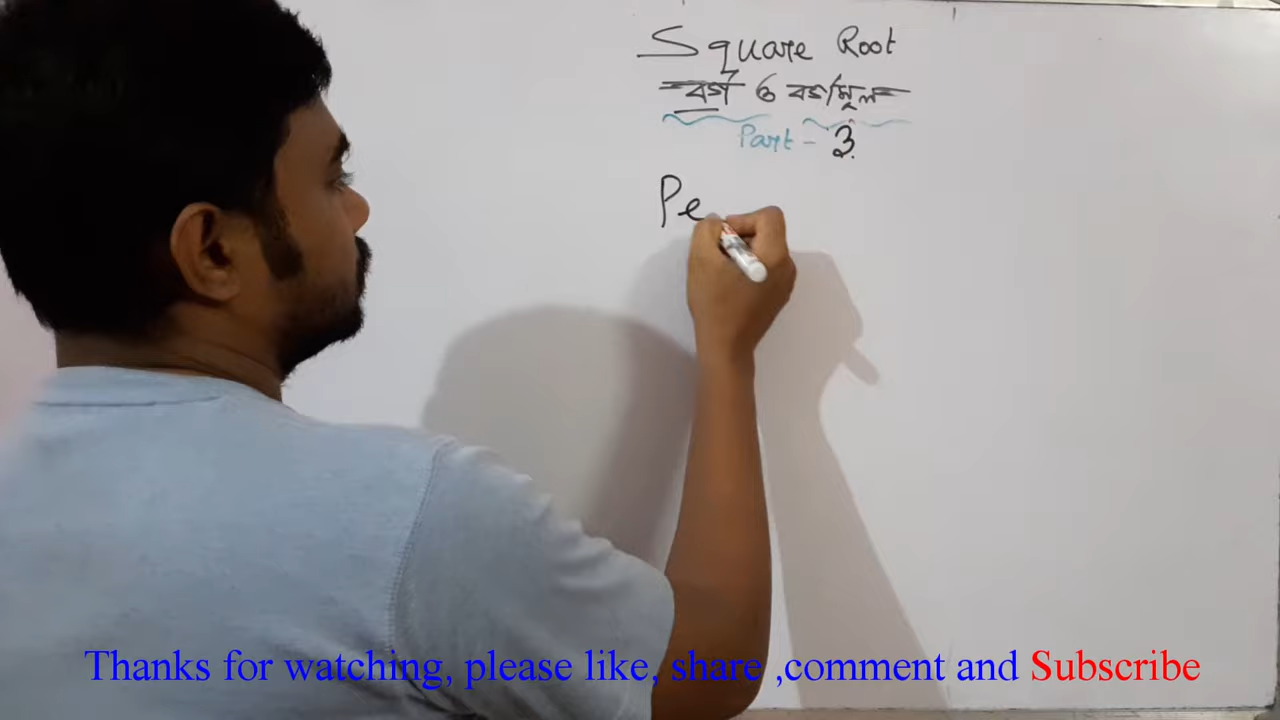 Square Root
বর্গ ও বর্গমূল
Part - 3
Pe
Thanks for watching, please like, share ,comment and Subscribe